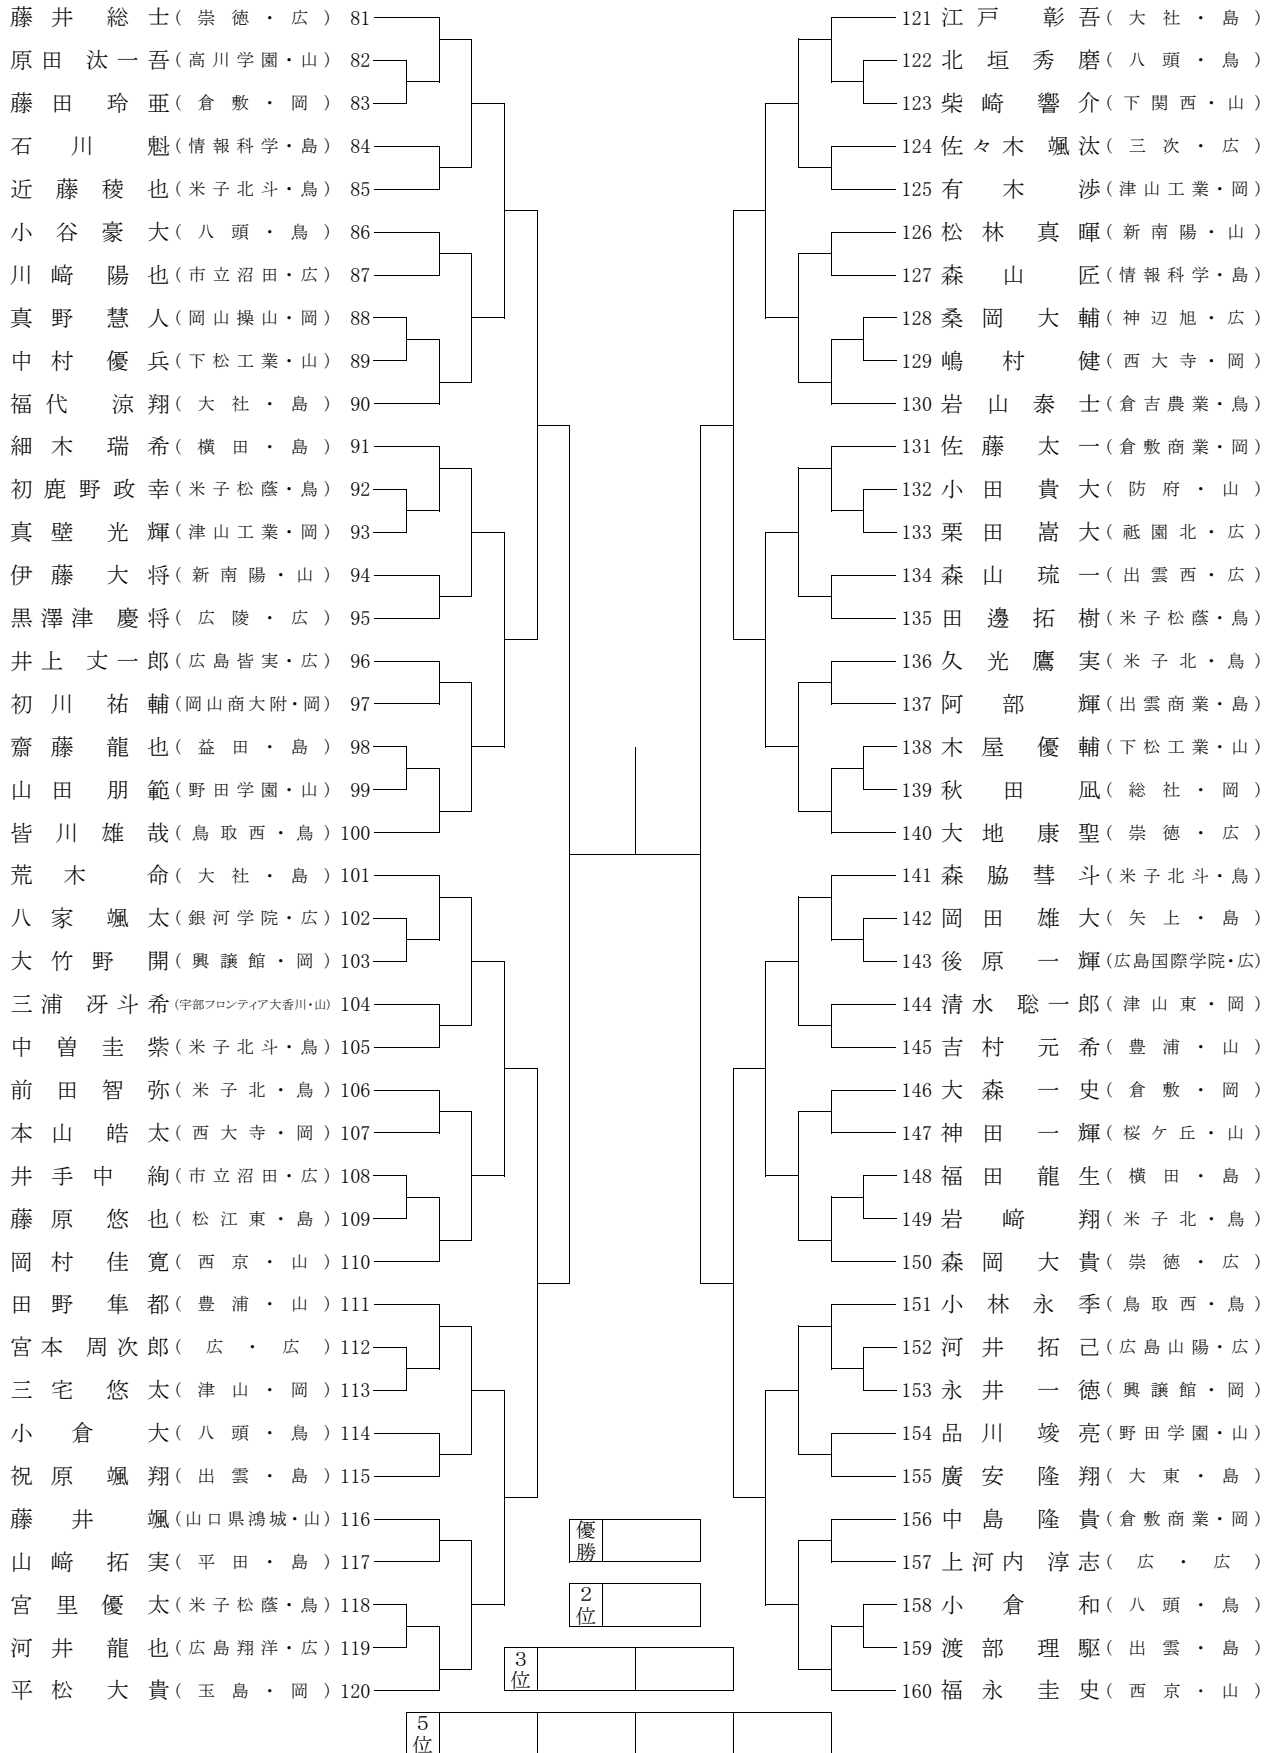 藤井総士(崇徳・広) 81
原田汰一吾(高川学園・山) 82
藤田玲亜(倉敷・岡) 83
石川魁(情報科学・島) 84
近藤稜也(米子北斗・鳥) 85
小谷豪大(八頭・鳥) 86
川﨑陽也(市立沼田・広) 87
真野慧人(岡山操山・岡) 88
中村優兵(下松工業・山) 89
福代涼翔(大社・島) 90
細木瑞希(横田・島) 91
初鹿野政幸(米子松蔭・鳥) 92
真壁光輝(津山工業・岡) 93
伊藤大将(新南陽・山) 94
黒澤津慶将(広陵・広) 95
井上丈一郎(広島皆実・広) 96
初川祐輔(岡山商大附・岡) 97
齋藤龍也(益田・島) 98
山田朋範(野田学園・山) 99
皆川雄哉(鳥取西・鳥) 100
荒木命(大社・島) 101
八家颯太(銀河学院・広) 102
大竹野開(興譲館・岡) 103
三浦冴斗希(宇部フロンティア大香川・山) 104
中曽圭紫(米子北斗・鳥) 105
前田智弥(米子北・鳥) 106
本山皓太(西大寺・岡) 107
井手中絢(市立沼田・広) 108
藤原悠也(松江東・島) 109
岡村佳寛(西京・山) 110
田野隼都(豊浦・山) 111
宮本周次郎(広・広) 112
三宅悠太(津山・岡) 113
小倉大(八頭・鳥) 114
祝原颯翔(出雲・島) 115
藤井颯(山口県鴻城・山) 116
山﨑拓実(平田・島) 117
宮里優太(米子松蔭・鳥) 118
河井龍也(広島翔洋・広) 119
平松大貴(玉島・岡) 120
121 江戸彰吾(大社・島)
122 北垣秀磨(八頭・鳥)
123 柴崎響介(下関西・山)
124 佐々木颯汰(三次・広)
125 有木渉(津山工業・岡)
126 松林真暉(新南陽・山)
127 森山匠(情報科学・島)
128 桑岡大輔(神辺旭・広)
129 嶋村健(西大寺・岡)
130 岩山泰士(倉吉農業・鳥)
131 佐藤太一(倉敷商業・岡)
132 小田貴大(防府・山)
133 栗田嵩大(祗園北・広)
134 森山琉一(出雲西・広)
135 田邊拓樹(米子松蔭・鳥)
136 久光鷹実(米子北・鳥)
137 阿部輝(出雲商業・島)
138 木屋優輔(下松工業・山)
139 秋田凪(総社・岡)
140 大地康聖(崇徳・広)
141 森脇彗斗(米子北斗・鳥)
142 岡田雄大(矢上・島)
143 後原一輝(広島国際学院・広)
144 清水聡一郎(津山東・岡)
145 吉村元希(豊浦・山)
146 大森一史(倉敷・岡)
147 神田一輝(桜ケ丘・山)
148 福田龍生(横田・島)
149 岩﨑翔(米子北・鳥)
150 森岡大貴(崇徳・広)
151 小林永季(鳥取西・鳥)
152 河井拓己(広島山陽・広)
153 永井一徳(興譲館・岡)
154 品川竣亮(野田学園・山)
155 廣安隆翔(大東・島)
156 中島隆貴(倉敷商業・岡)
157 上河内淳志(広・広)
158 小倉和(八頭・鳥)
159 渡部理駆(出雲・島)
160 福永圭史(西京・山)
優勝
2位
3位
5位